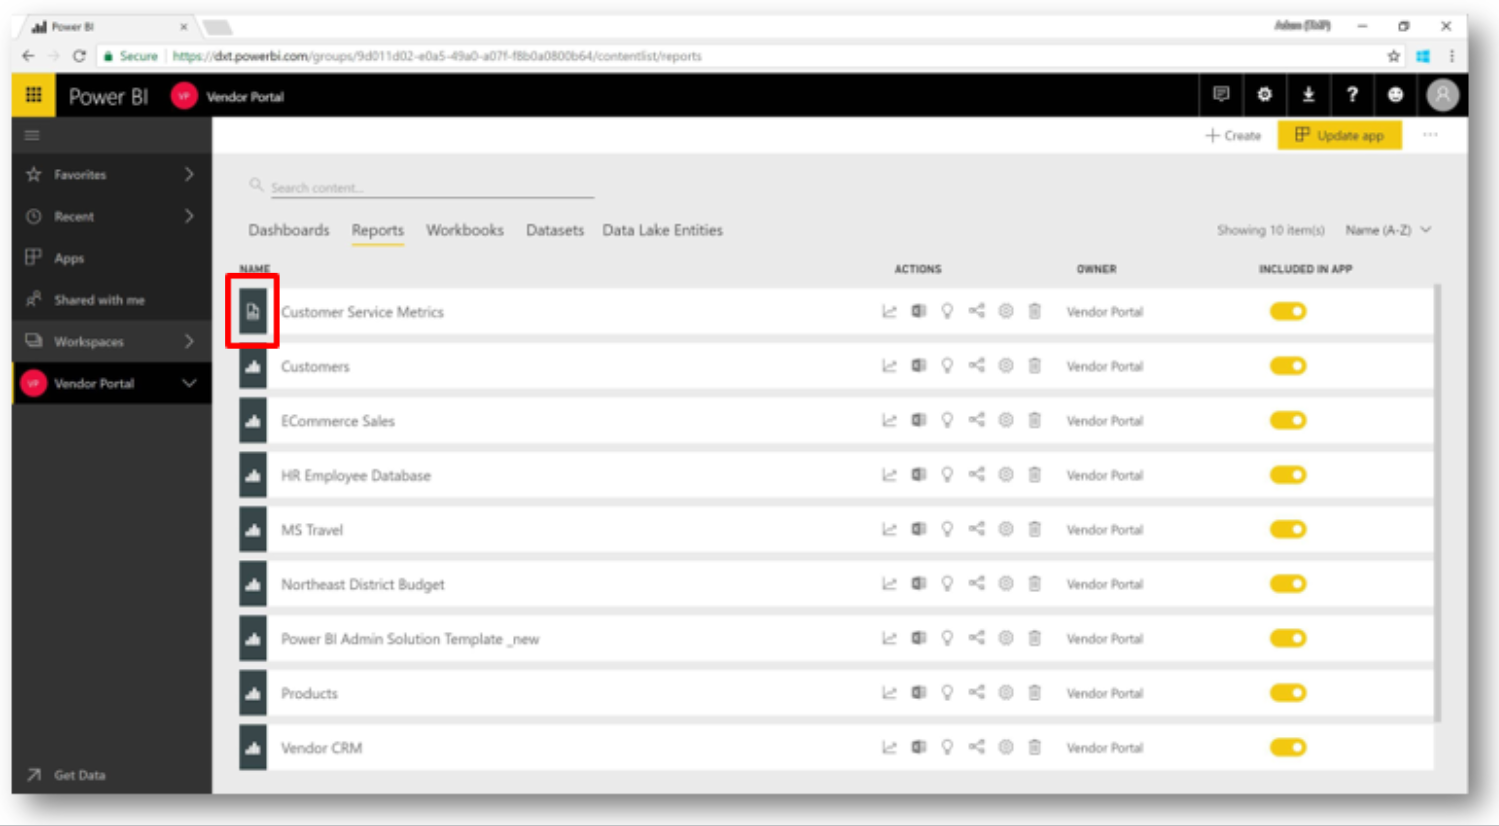 Power BI
Secure https://dxt.powerbi.com/groups/9d011d02-e0a5-49a0-a07f-f8b0a0800b64/contentlist/reports
Power BI VP Vendor Portal
+ Create Update app ...
Favorites
Search content...
Recent
Dashboards Reports Workbooks Datasets Data Lake Entities Showing 10 item(s) Name (A-Z)
Apps
NAME ACTIONS OWNER INCLUDED IN APP
Shared with me
Customer Service Metrics Vendor Portal
Workspaces
Customers Vendor Portal
VP Vendor Portal
ECommerce Sales Vendor Portal
HR Employee Database Vendor Portal
MS Travel Vendor Portal
Northeast District Budget Vendor Portal
Power BI Admin Solution Template _new Vendor Portal
Products Vendor Portal
Vendor CRM Vendor Portal
Get Data